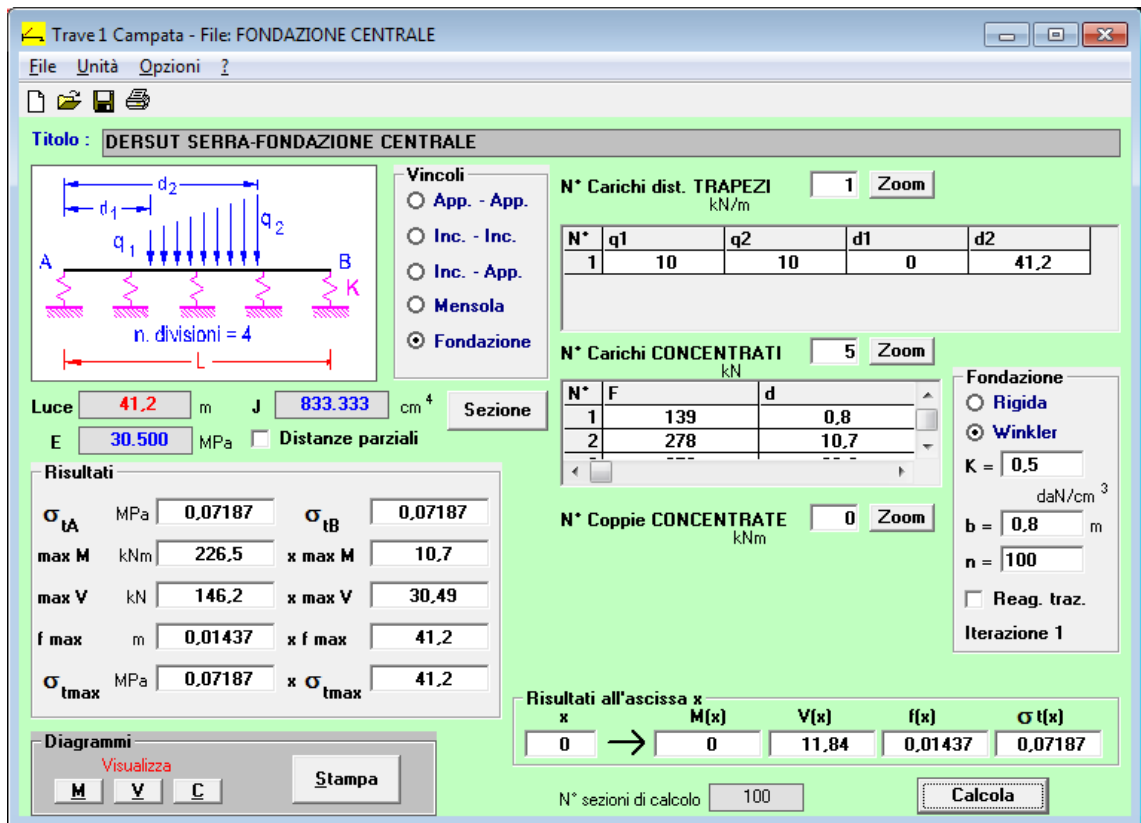 Trave 1 Campata - File: FONDAZIONE CENTRALE
File Unità Opzioni ?
Titolo : DERSUT SERRA-FONDAZIONE CENTRALE
d2
d1
q1
q2
A
B
K
n. divisioni = 4
L
Vincoli
App. - App.
Inc. - Inc.
Inc. - App.
Mensola
Fondazione
N° Carichi dist. TRAPEZI 1 Zoom
kN/m
N° q1 q2 d1 d2
1 10 10 0 41,2
N° Carichi CONCENTRATI 5 Zoom
kN
N° F d
1 139 0,8
2 278 10,7
Luce 41,2 m J 833.333 cm 4 Sezione
E 30.500 MPa Distanze parziali
Fondazione
Rigida
Winkler
K = 0,5
daN/cm 3
b = 0,8 m
n = 100
Reag. traz.
Iterazione 1
N° Coppie CONCENTRATE 0 Zoom
kNm
Risultati
σtA MPa 0,07187 σtB 0,07187
max M kNm 226,5 x max M 10,7
max V kN 146,2 x max V 30,49
f max m 0,01437 x f max 41,2
σtmax MPa 0,07187 x σtmax 41,2
Risultati all'ascissa x
x M(x) V(x) f(x) σ t(x)
0 0 11,84 0,01437 0,07187
Diagrammi
Visualizza
M V C Stampa
N° sezioni di calcolo 100 Calcola